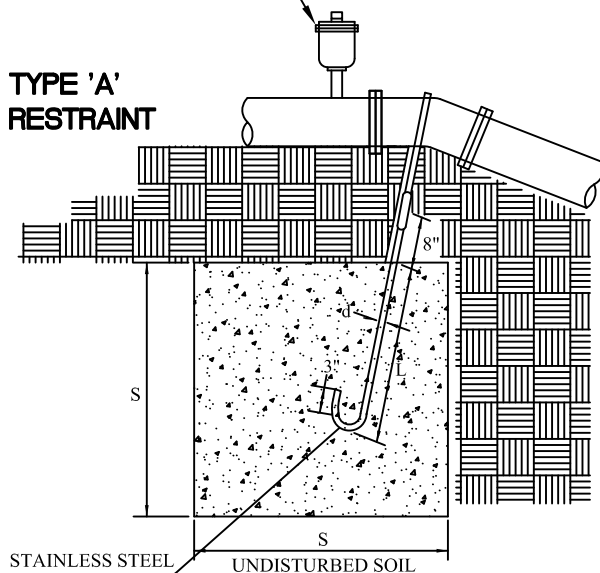 TYPE 'A'
RESTRAINT
8"
d
3"
L
S
S
STAINLESS STEEL
UNDISTURBED SOIL